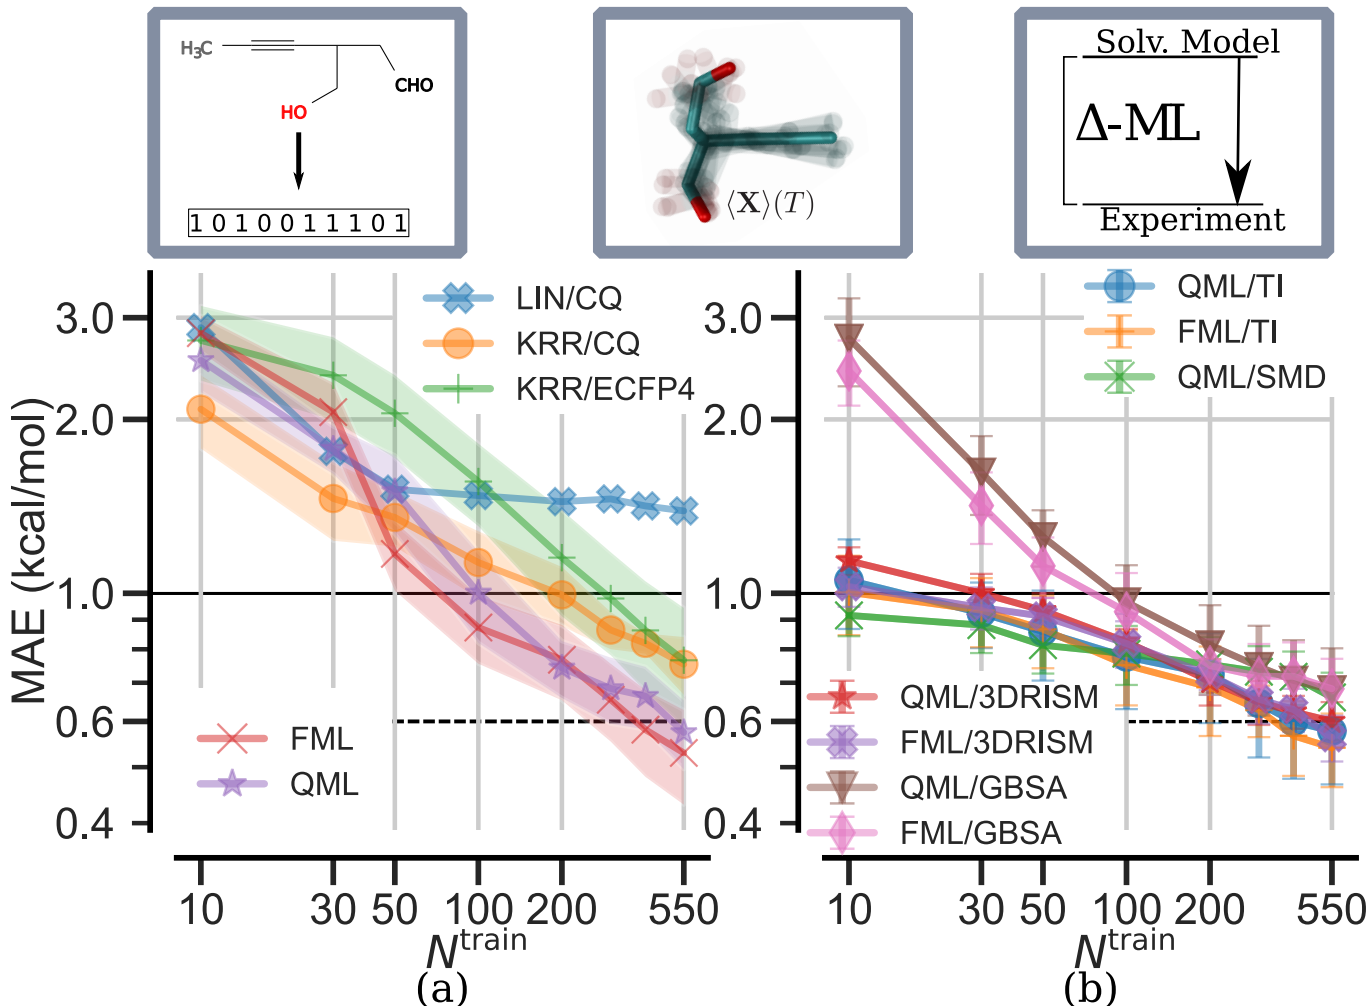 H₃C
CHO
HO
1 0 1 0 0 1 1 1 0 1
⟨X⟩(T)
Solv. Model
Δ-ML
Experiment
MAE (kcal/mol)
3.0
2.0
1.0
0.6
0.4
LIN/CQ
KRR/CQ
KRR/ECFP4
FML
QML
10 30 50 100 200 550
N^train
(a)
3.0
2.0
1.0
0.6
0.4
QML/TI
FML/TI
QML/SMD
QML/3DRISM
FML/3DRISM
QML/GBSA
FML/GBSA
10 30 50 100 200 550
N^train
(b)